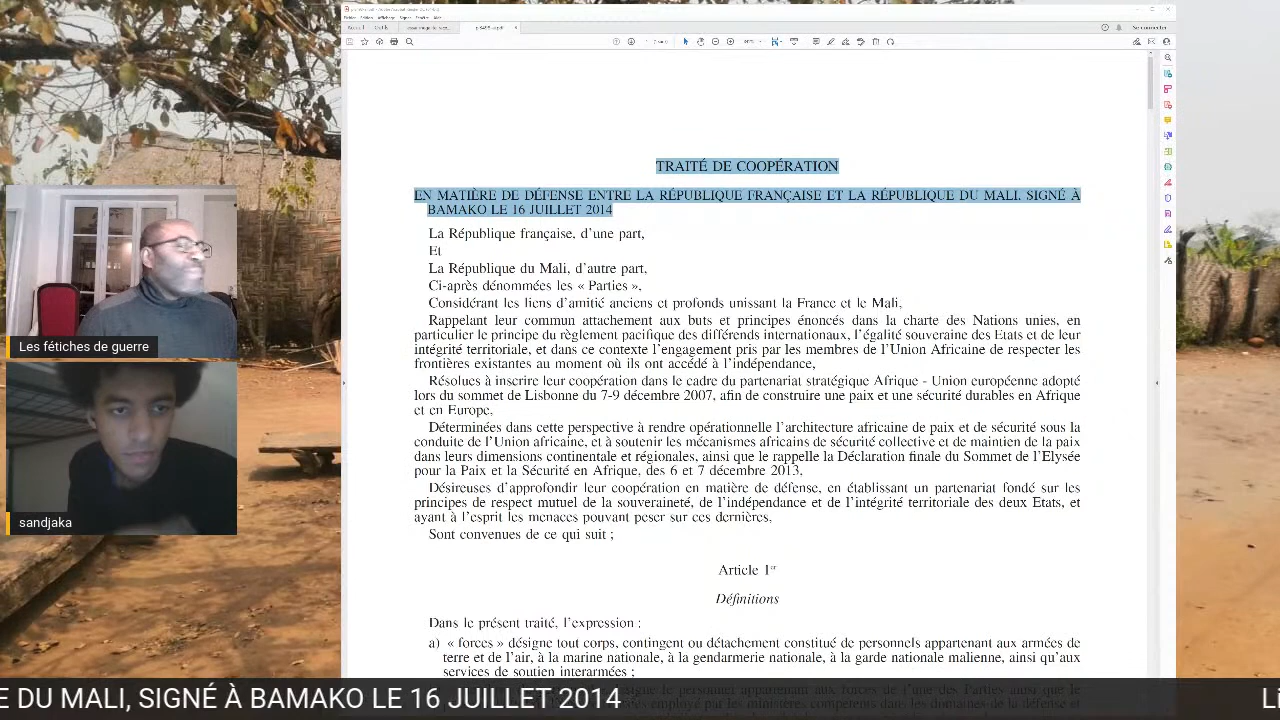 Se connecter
TRAITÉ DE COOPÉRATION
EN MATIÈRE DE DÉFENSE ENTRE LA RÉPUBLIQUE FRANÇAISE ET LA RÉPUBLIQUE DU MALI, SIGNÉ À
BAMAKO LE 16 JUILLET 2014
La République française, d’une part,
Et
La République du Mali, d’autre part,
Ci-après dénommées les « Parties »,
Considérant les liens d’amitié anciens et profonds unissant la France et le Mali,
Rappelant leur commun attachement aux buts et principes énoncés dans la charte des Nations unies, en
particulier le principe du règlement pacifique des différends internationaux, l’égalité souveraine des Etats et de leur
intégrité territoriale, et dans ce contexte l’engagement pris par les membres de l’Union Africaine de respecter les
frontières existantes au moment où ils ont accédé à l’indépendance,
Résolues à inscrire leur coopération dans le cadre du partenariat stratégique Afrique - Union européenne adopté
lors du sommet de Lisbonne du 7-9 décembre 2007, afin de construire une paix et une sécurité durables en Afrique
et en Europe,
Déterminées dans cette perspective à rendre opérationnelle l’architecture africaine de paix et de sécurité sous la
conduite de l’Union africaine, et à soutenir les mécanismes africains de sécurité collective et de maintien de la paix
dans leurs dimensions continentale et régionales, ainsi que le rappelle la Déclaration finale du Sommet de l’Elysée
pour la Paix et la Sécurité en Afrique, des 6 et 7 décembre 2013,
Désireuses d’approfondir leur coopération en matière de défense, en établissant un partenariat fondé sur les
principes de respect mutuel de la souveraineté, de l’indépendance et de l’intégrité territoriale des deux Etats, et
ayant à l’esprit les menaces pouvant peser sur ces dernières,
Sont convenues de ce qui suit ;
Article 1er
Définitions
Dans le présent traité, l’expression :
a) « forces » désigne tout corps, contingent ou détachement constitué de personnels appartenant aux armées de
terre et de l’air, à la marine nationale, à la gendarmerie nationale, à la garde nationale malienne, ainsi qu’aux
services de soutien interarmées ;
Les fétiches de guerre
sandjaka
E DU MALI, SIGNÉ À BAMAKO LE 16 JUILLET 2014